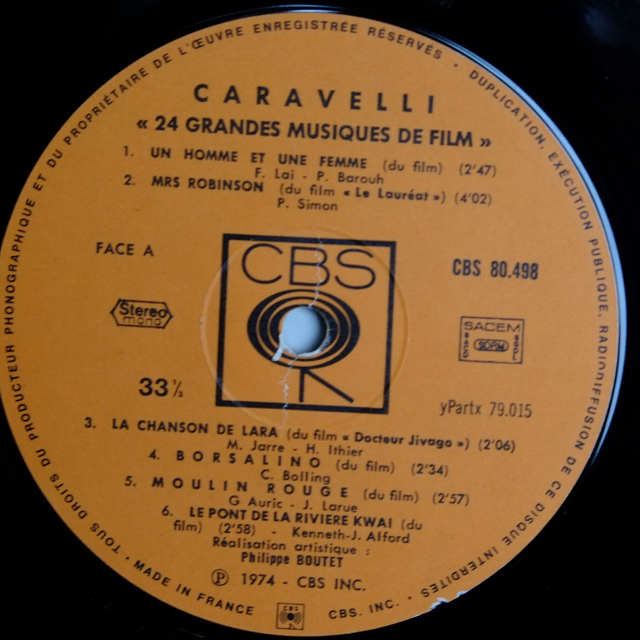 TOUS DROITS DU PRODUCTEUR PHONOGRAPHIQUE ET DU PROPRIÉTAIRE DE L'ŒUVRE ENREGISTRÉE RÉSERVÉS • DUPLICATION, EXÉCUTION PUBLIQUE, RADIODIFFUSION DE CE DISQUE INTERDITES •
CARAVELLI
« 24 GRANDES MUSIQUES DE FILM »
1. UN HOMME ET UNE FEMME (du film) (2'47)
F. Lai - P. Barouh
2. MRS ROBINSON (du film « Le Lauréat ») (4'02)
P. Simon
FACE A
CBS
CBS 80.498
Stereo
mono
SACEM
33 1/3
yPartx 79.015
3. LA CHANSON DE LARA (du film « Docteur Jivago ») (2'06)
M. Jarre - H. Ithier
4. BORSALINO (du film) (2'34)
C. Bolling
5. MOULIN ROUGE (du film) (2'57)
G Auric - J. Larue
6. LE PONT DE LA RIVIERE KWAI (du
film) (2'58) - Kenneth-J. Alford
Réalisation artistique :
Philippe BOUTET
Ⓟ 1974 - CBS INC.
• MADE IN FRANCE
CBS
CBS. INC. •